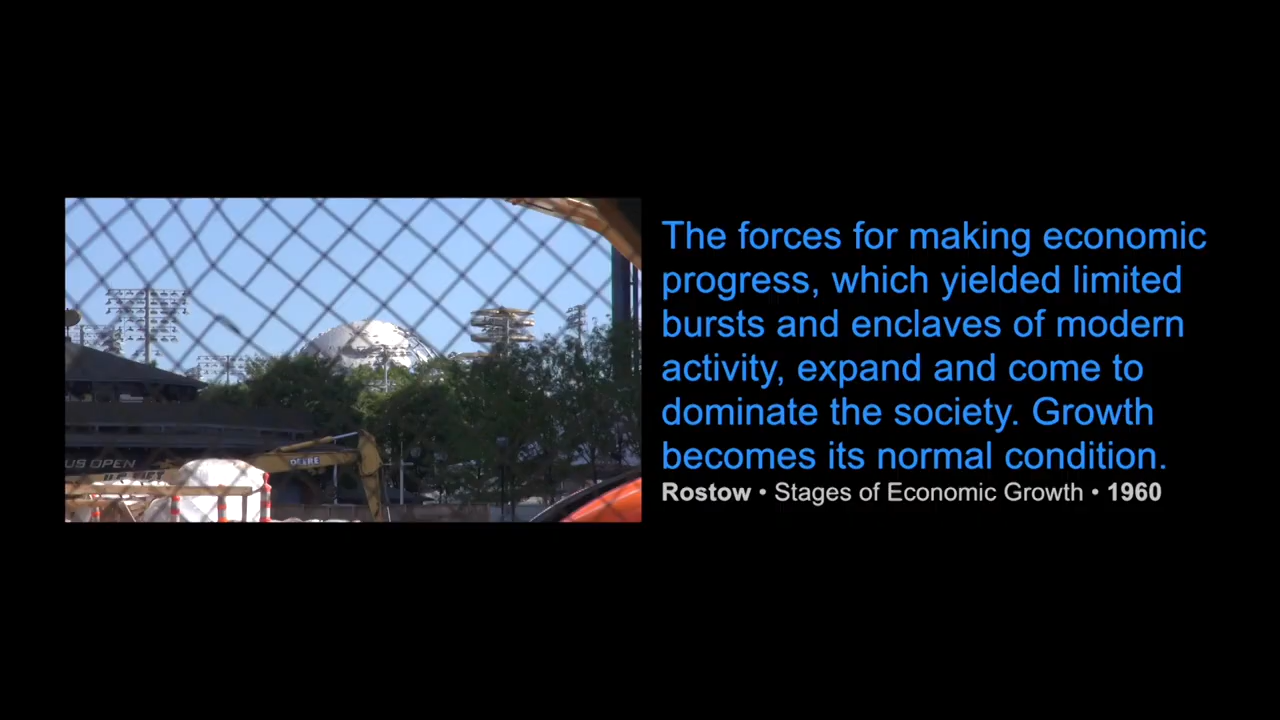 The forces for making economic
progress, which yielded limited
bursts and enclaves of modern
activity, expand and come to
dominate the society. Growth
becomes its normal condition.
Rostow • Stages of Economic Growth • 1960
US OPEN
DEERE